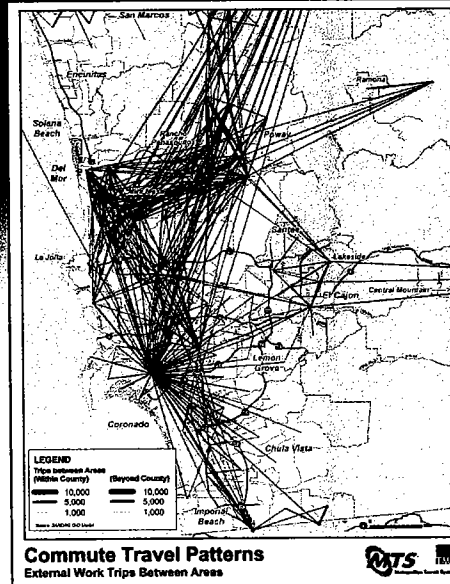 San Marcos
Encinitas
Ramona
Solana
Beach
Rancho
Poway
Del
Mar
Santee
La Jolla
Lakeside
Central Mountain
El Cajon
Lemon
Grove
Coronado
Chula Vista
Imperial
Beach
LEGEND
Trips between Areas
(Within County) (Beyond County)
10,000 10,000
5,000 5,000
1,000 1,000
Commute Travel Patterns
External Work Trips Between Areas
MTS